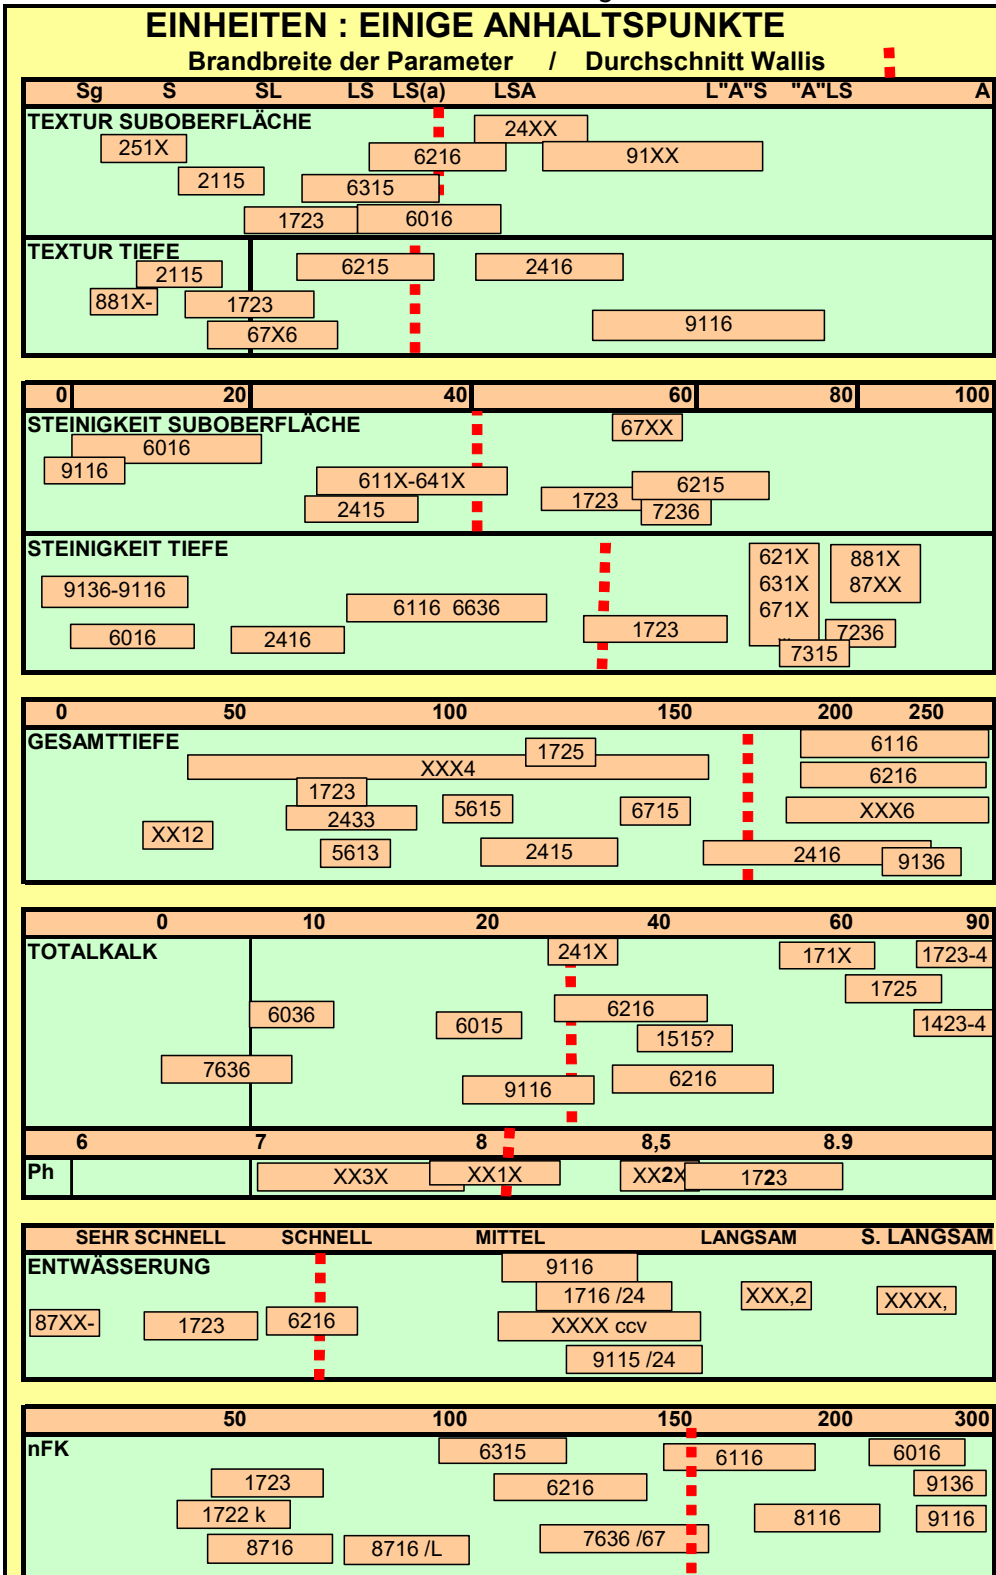 EINHEITEN : EINIGE ANHALTSPUNKTE
Brandbreite der Parameter / Durchschnitt Wallis
Sg S SL LS LS(a) LSA L"A"S "A"LS A
TEXTUR SUBOBERFLÄCHE
24XX
251X 6216 91XX
2115 6315
1723 6016
TEXTUR TIEFE
2115 6215 2416
881X- 1723
67X6 9116
0 20 40 60 80 100
STEINIGKEIT SUBOBERFLÄCHE
67XX
6016
9116
611X-641X 6215
2415 1723 7236
STEINIGKEIT TIEFE
621X 881X
9136-9116 631X 87XX
6116 6636 671X
6016 2416 1723 ... 7236
7315
0 50 100 150 200 250
GESAMTTIEFE
1725 6116
XXX4 6216
1723 5615 6715 XXX6
2433
XX12
5613 2415 2416 9136
0 10 20 40 60 90
TOTALKALK
241X 171X 1723-4
1725
6036 6015 6216 1423-4
1515?
7636 9116 6216
6 7 8 8,5 8.9
Ph XX3X XX1X XX2X 1723
SEHR SCHNELL SCHNELL MITTEL LANGSAM S. LANGSAM
ENTWÄSSERUNG
9116
1716 /24 XXX,2 XXXX,
87XX- 1723 6216 XXXX ccv
9115 /24
50 100 150 200 300
nFK
6315 6116 6016
1723 6216 9136
1722 k 8116 9116
8716 8716 /L 7636 /67